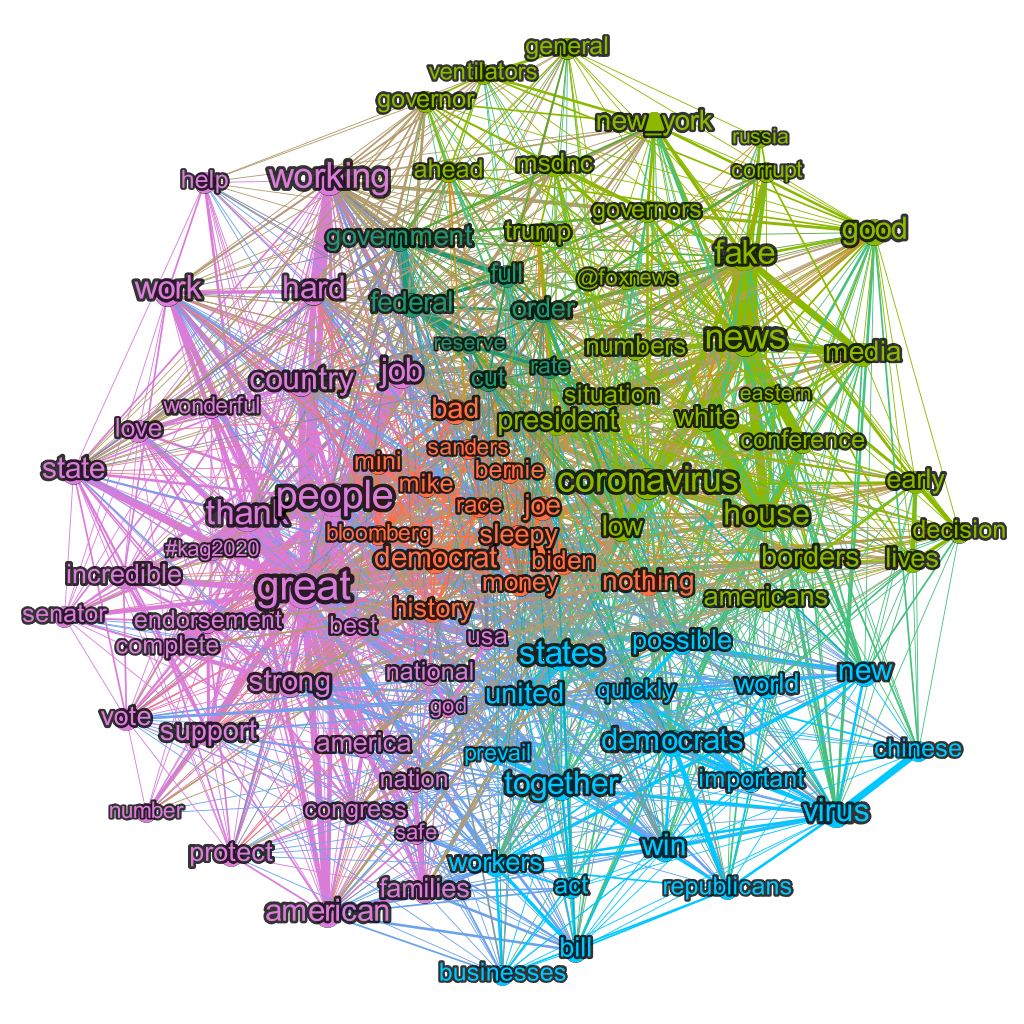 general
ventilators
governor
new_york
russia
ahead
msdnc
corrupt
help
working
governors
good
government
trump
fake
work
hard
federal
full
@foxnews
order
reserve
numbers
news
media
country
job
cut
rate
situation
eastern
wonderful
bad
president
white
love
sanders
conference
state
mini
mike
bernie
coronavirus
early
people
thank
race
joe
low
house
bloomberg
sleepy
decision
#kag2020
democrat
biden
borders
lives
incredible
great
money
nothing
americans
senator
endorsement
best
history
usa
possible
complete
states
strong
national
united
quickly
world
new
god
vote
support
america
prevail
democrats
chinese
nation
together
important
number
congress
virus
safe
protect
workers
win
families
act
republicans
american
bill
businesses